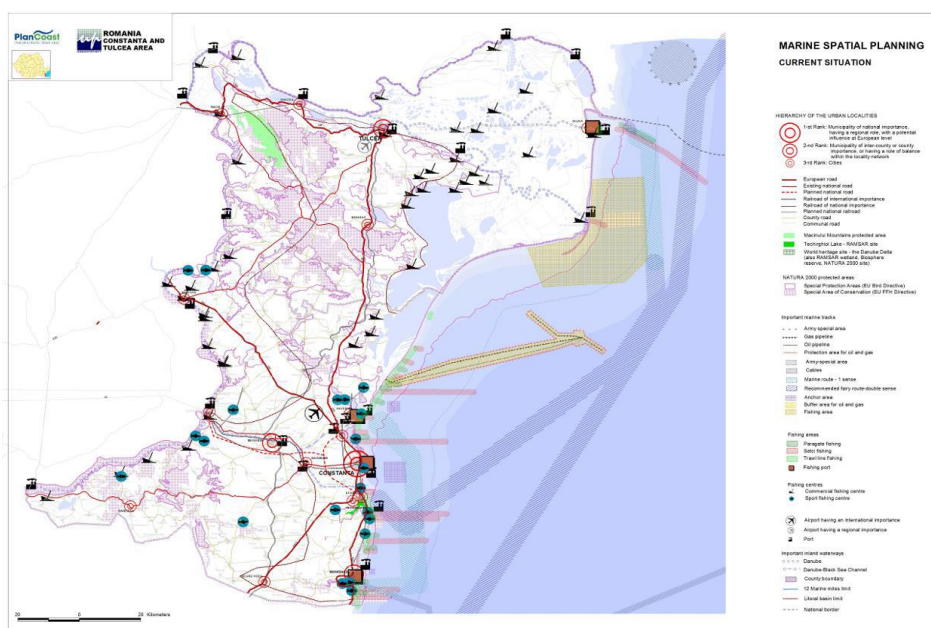 PlanCoast
ROMANIA
CONSTANTA AND
TULCEA AREA
MARINE SPATIAL PLANNING
CURRENT SITUATION
HIERARCHY OF THE URBAN LOCALITIES
1-st Rank: Municipality of national importance,
having a regional role, with a potential
influence at European level
2-nd Rank: Municipality of inter-county or county
importance, or having a role of balance
within the locality network
3-rd Rank: Cities
European road
Existing national road
Planned national road
Railroad of international importance
Railroad of national importance
Planned national railroad
County road
Communal road
Macinului Mountains protected area
Techirghiol Lake - RAMSAR site
World heritage site - the Danube Delta
(also RAMSAR wetland, Biosphere
reserve, NATURA 2000 site)
NATURA 2000 protected areas
Special Protection Areas (EU Bird Directive)
Special Area of Conservation (EU FFH Directive)
Important marine tracks
Army special area
Gas pipeline
Oil pipeline
Protection area for oil and gas
Army-special area
Cables
Marine route - 1 sense
Recommended fairy route-double sense
Anchor area
Buffer area for oil and gas
Fishing area
Fishing areas
Paragate fishing
Setci fishing
Trawl line fishing
Fishing port
Fishing centres
Commercial fishing centre
Sport fishing centre
Airport having an international importance
Airport having a regional importance
Port
Important inland waterways
Danube
Danube-Black Sea Channel
County boundary
12 Marine miles limit
Litoral basin limit
National border
TULCEA
CONSTANTA
20 0 20 Kilometers